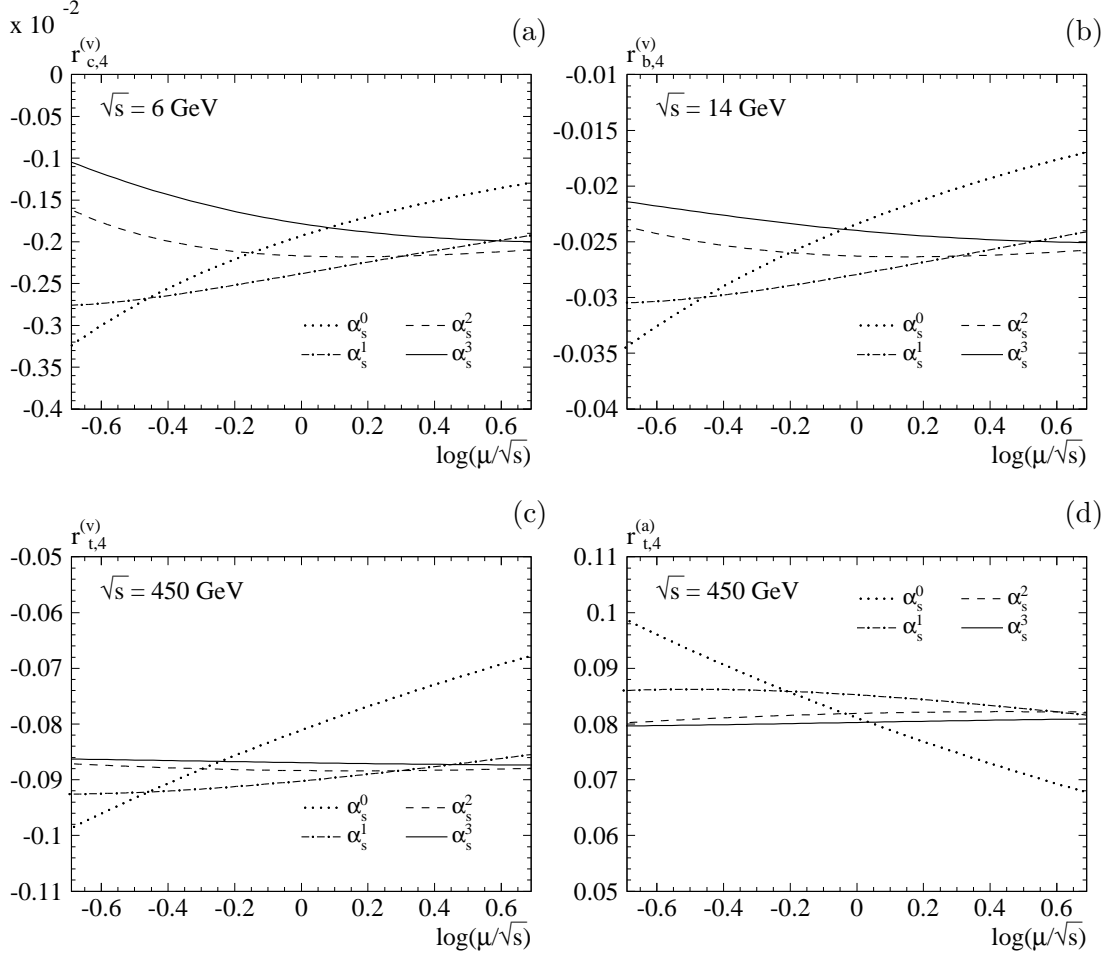 x 10 -2
(a)
r_{c,4}^{(v)}
√s = 6 GeV
0
-0.05
-0.1
-0.15
-0.2
-0.25
-0.3
-0.35
-0.4
α_s^0
α_s^2
α_s^1
α_s^3
-0.6 -0.4 -0.2 0 0.2 0.4 0.6
log(μ/√s)
(b)
r_{b,4}^{(v)}
√s = 14 GeV
-0.01
-0.015
-0.02
-0.025
-0.03
-0.035
-0.04
α_s^0
α_s^2
α_s^1
α_s^3
-0.6 -0.4 -0.2 0 0.2 0.4 0.6
log(μ/√s)
(c)
r_{t,4}^{(v)}
√s = 450 GeV
-0.05
-0.06
-0.07
-0.08
-0.09
-0.1
-0.11
α_s^0
α_s^2
α_s^1
α_s^3
-0.6 -0.4 -0.2 0 0.2 0.4 0.6
log(μ/√s)
(d)
r_{t,4}^{(a)}
√s = 450 GeV
0.11
0.1
0.09
0.08
0.07
0.06
0.05
α_s^0
α_s^2
α_s^1
α_s^3
-0.6 -0.4 -0.2 0 0.2 0.4 0.6
log(μ/√s)